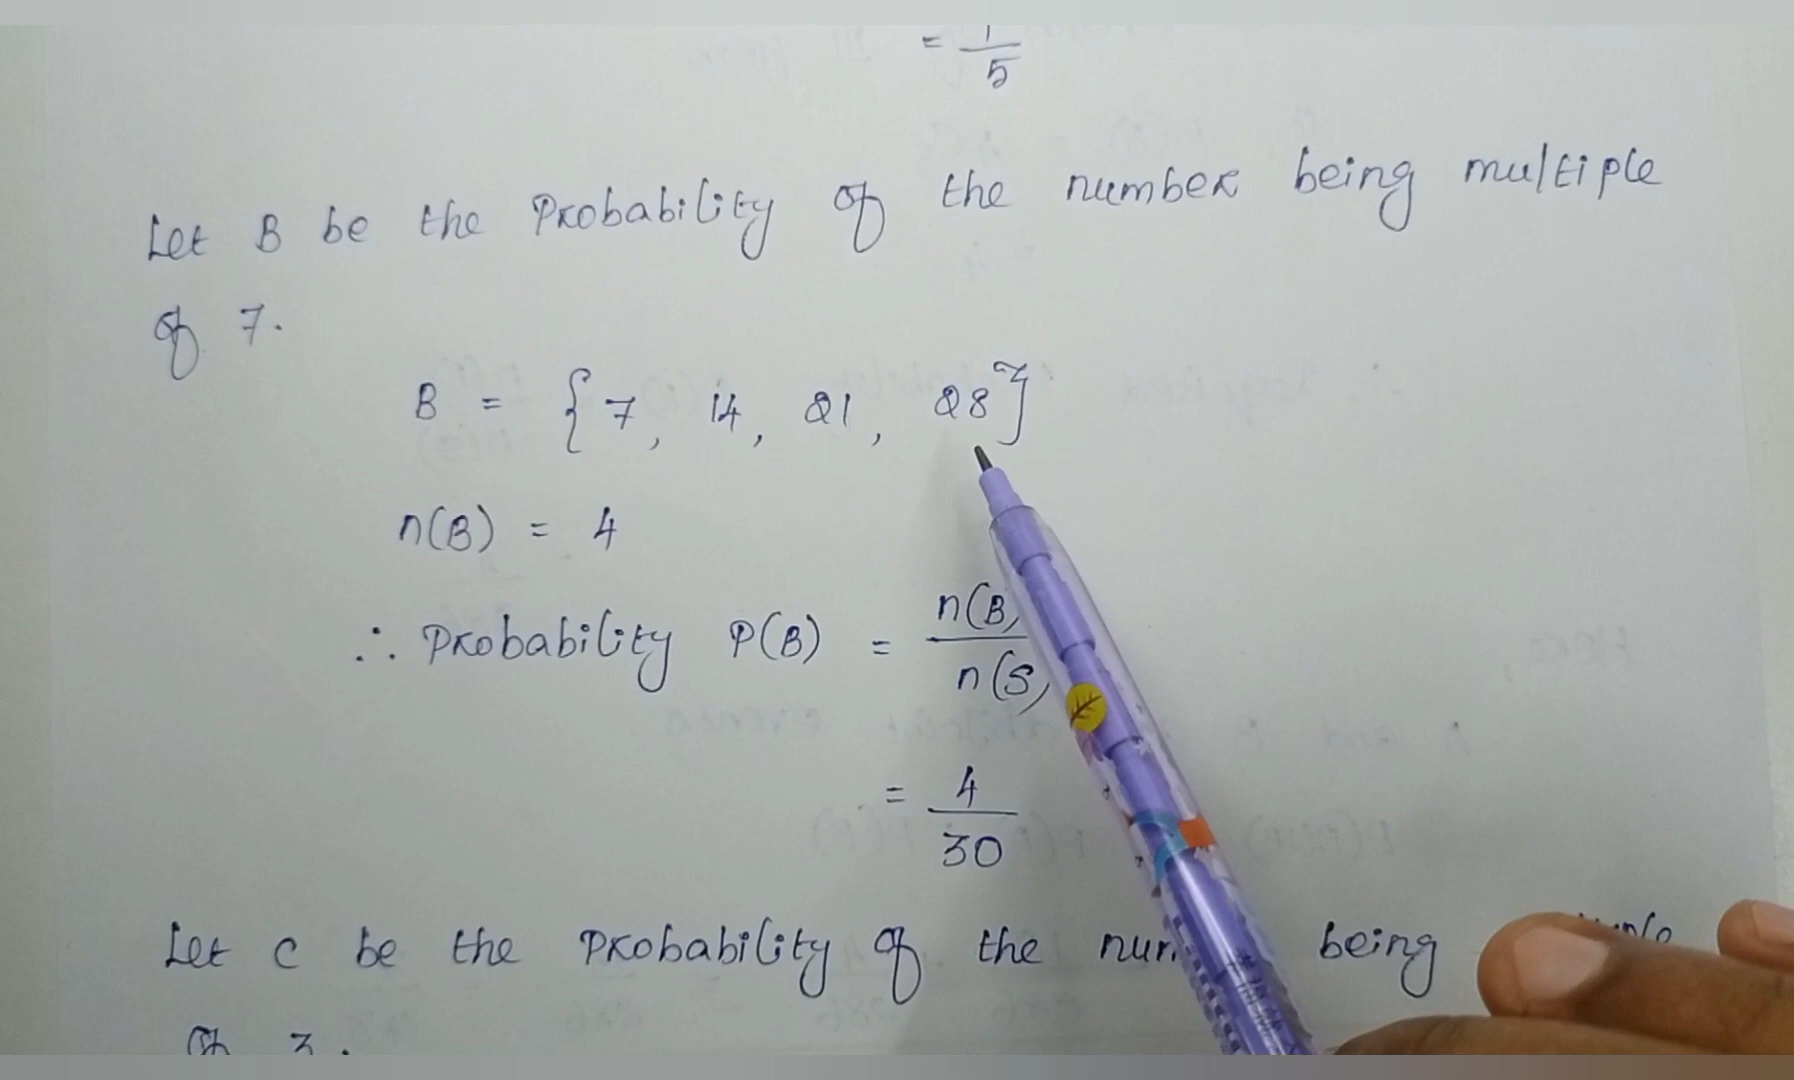 = 1/5
Let B be the Probability of the number being multiple
of 7.
B = {7, 14, 21, 28}
n(B) = 4
∴ Probability P(B) = n(B)/n(S)
= 4/30
Let C be the Probability of the num being
of 3.